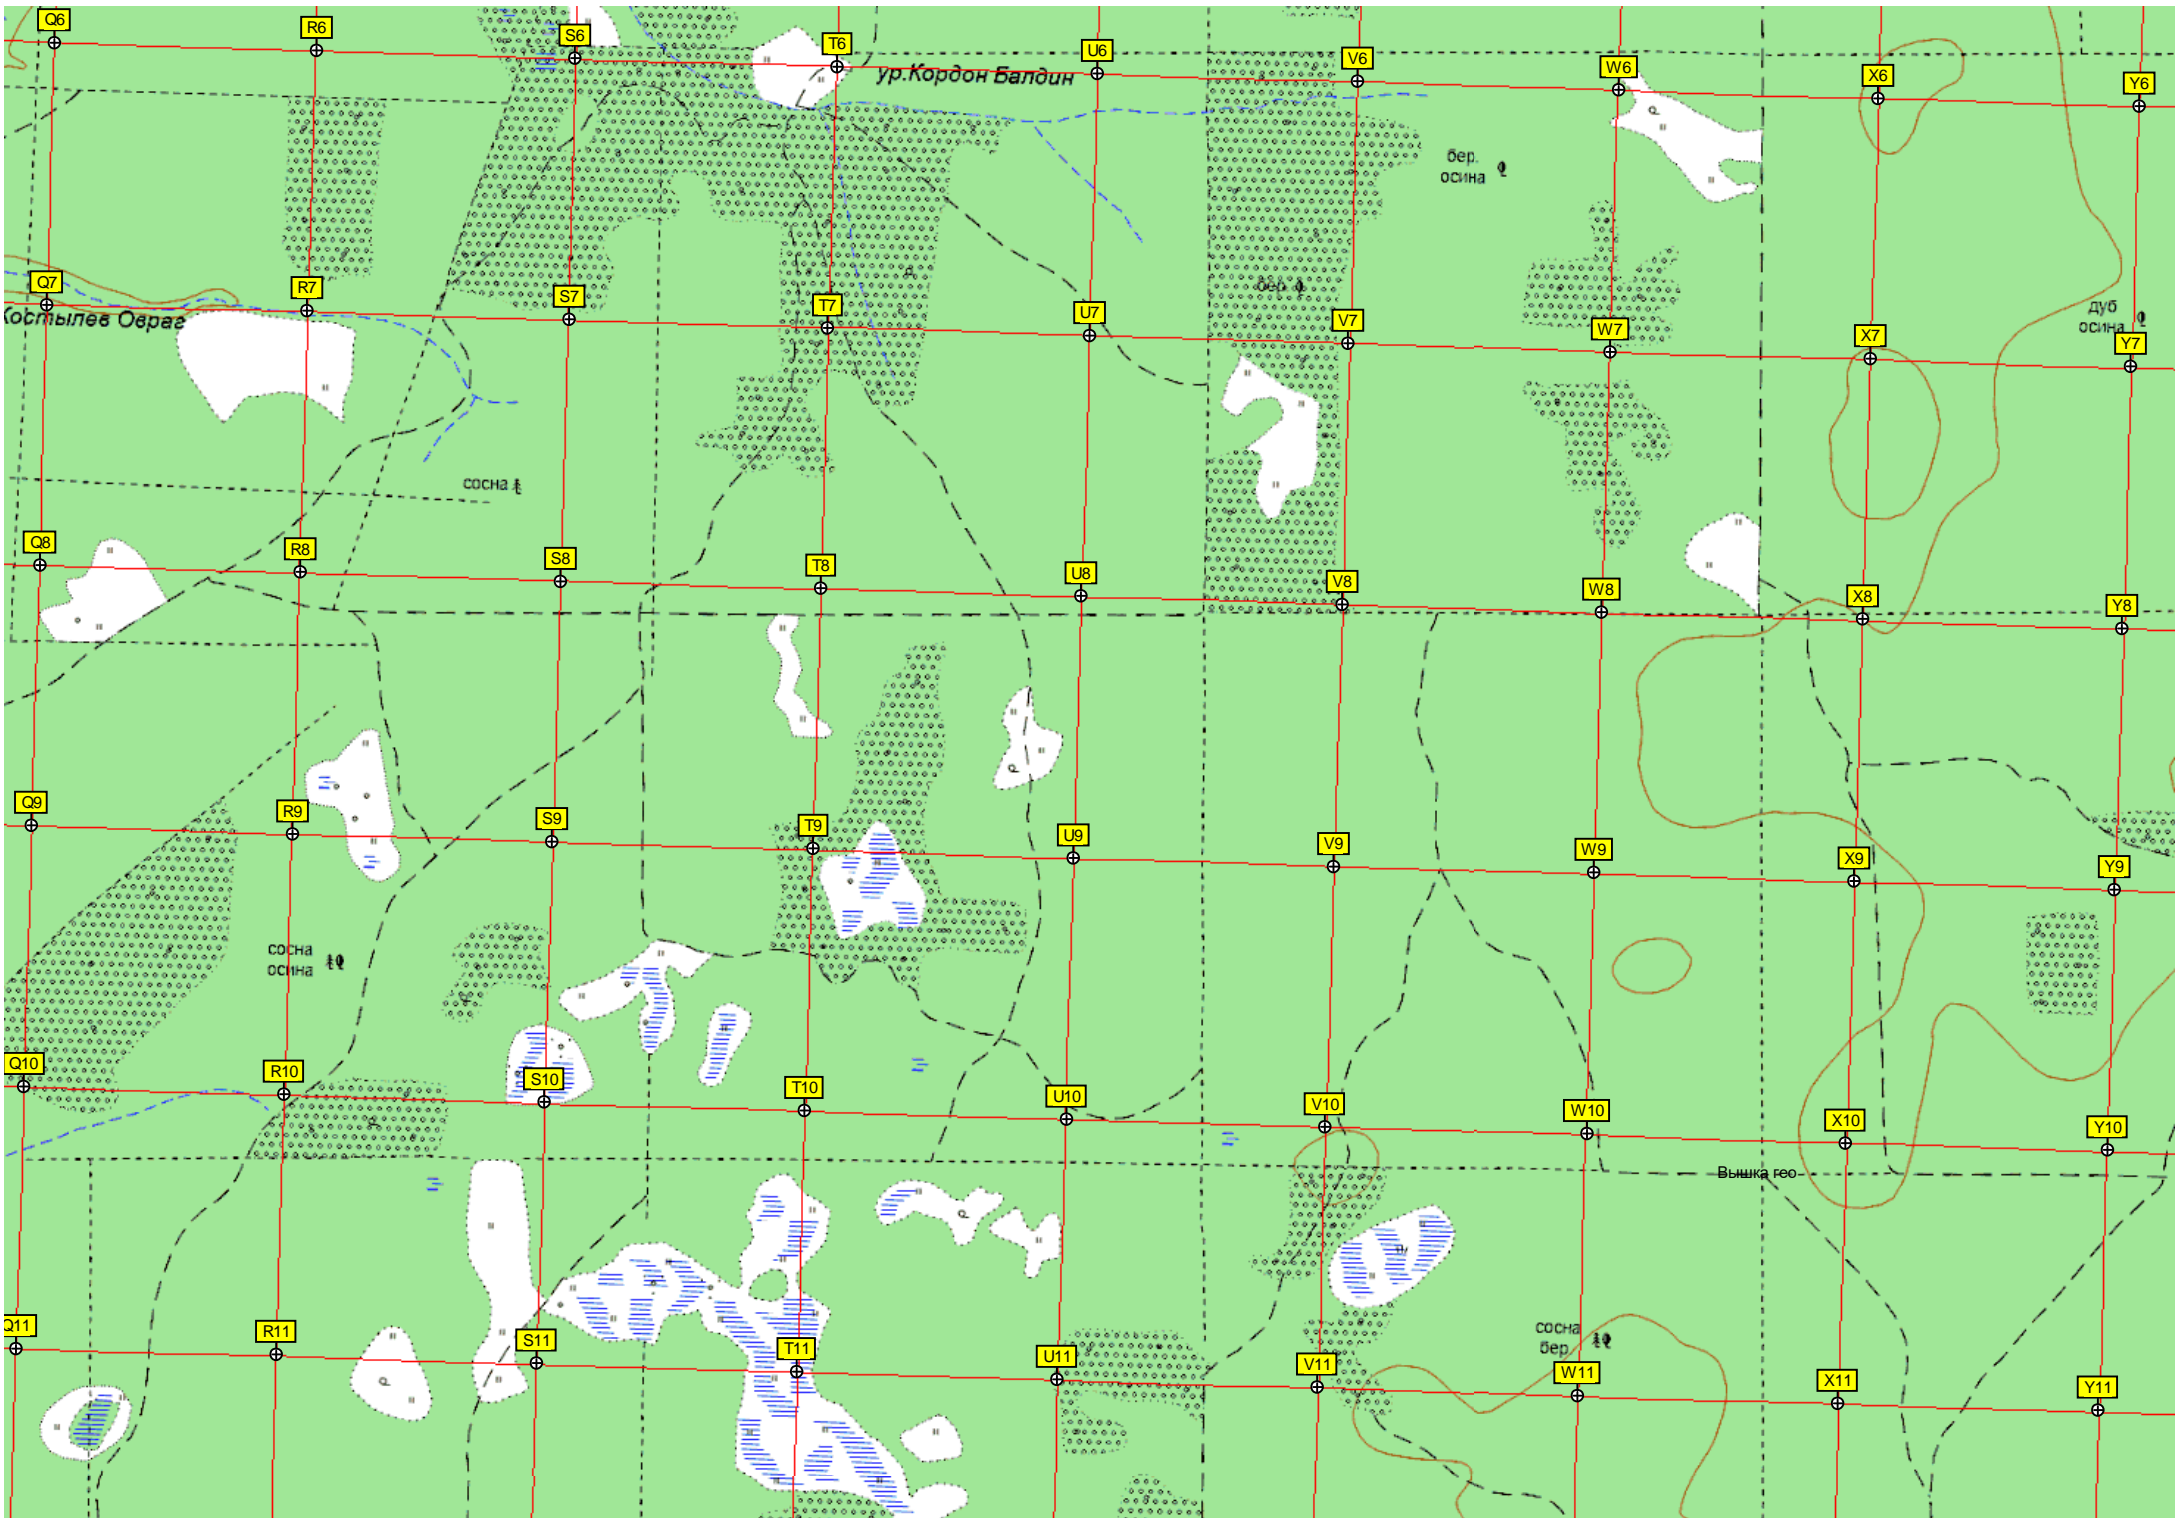 Q6
R6
S6
T6
U6
V6
W6
X6
Y6
ур.Кордон Балдин
бер.
осина
бер.
Q7
R7
S7
T7
U7
V7
W7
X7
Y7
Костылев Овраг
дуб
осина
сосна
Q8
R8
S8
T8
U8
V8
W8
X8
Y8
Q9
R9
S9
T9
U9
V9
W9
X9
Y9
сосна
осина
Q10
R10
S10
T10
U10
V10
W10
X10
Y10
Вышка гео
сосна
бер.
Q11
R11
S11
T11
U11
V11
W11
X11
Y11